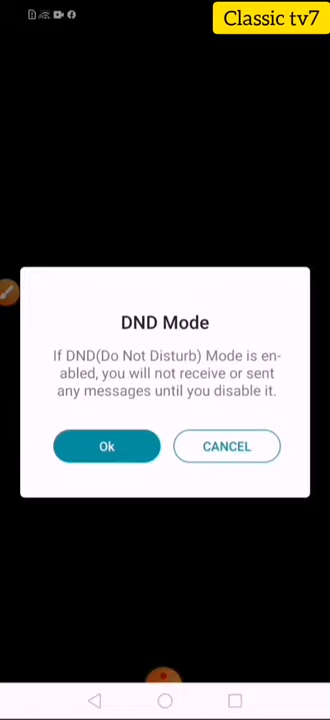 Classic tv7
DND Mode
If DND(Do Not Disturb) Mode is en-
abled, you will not receive or sent
any messages until you disable it.
Ok
CANCEL